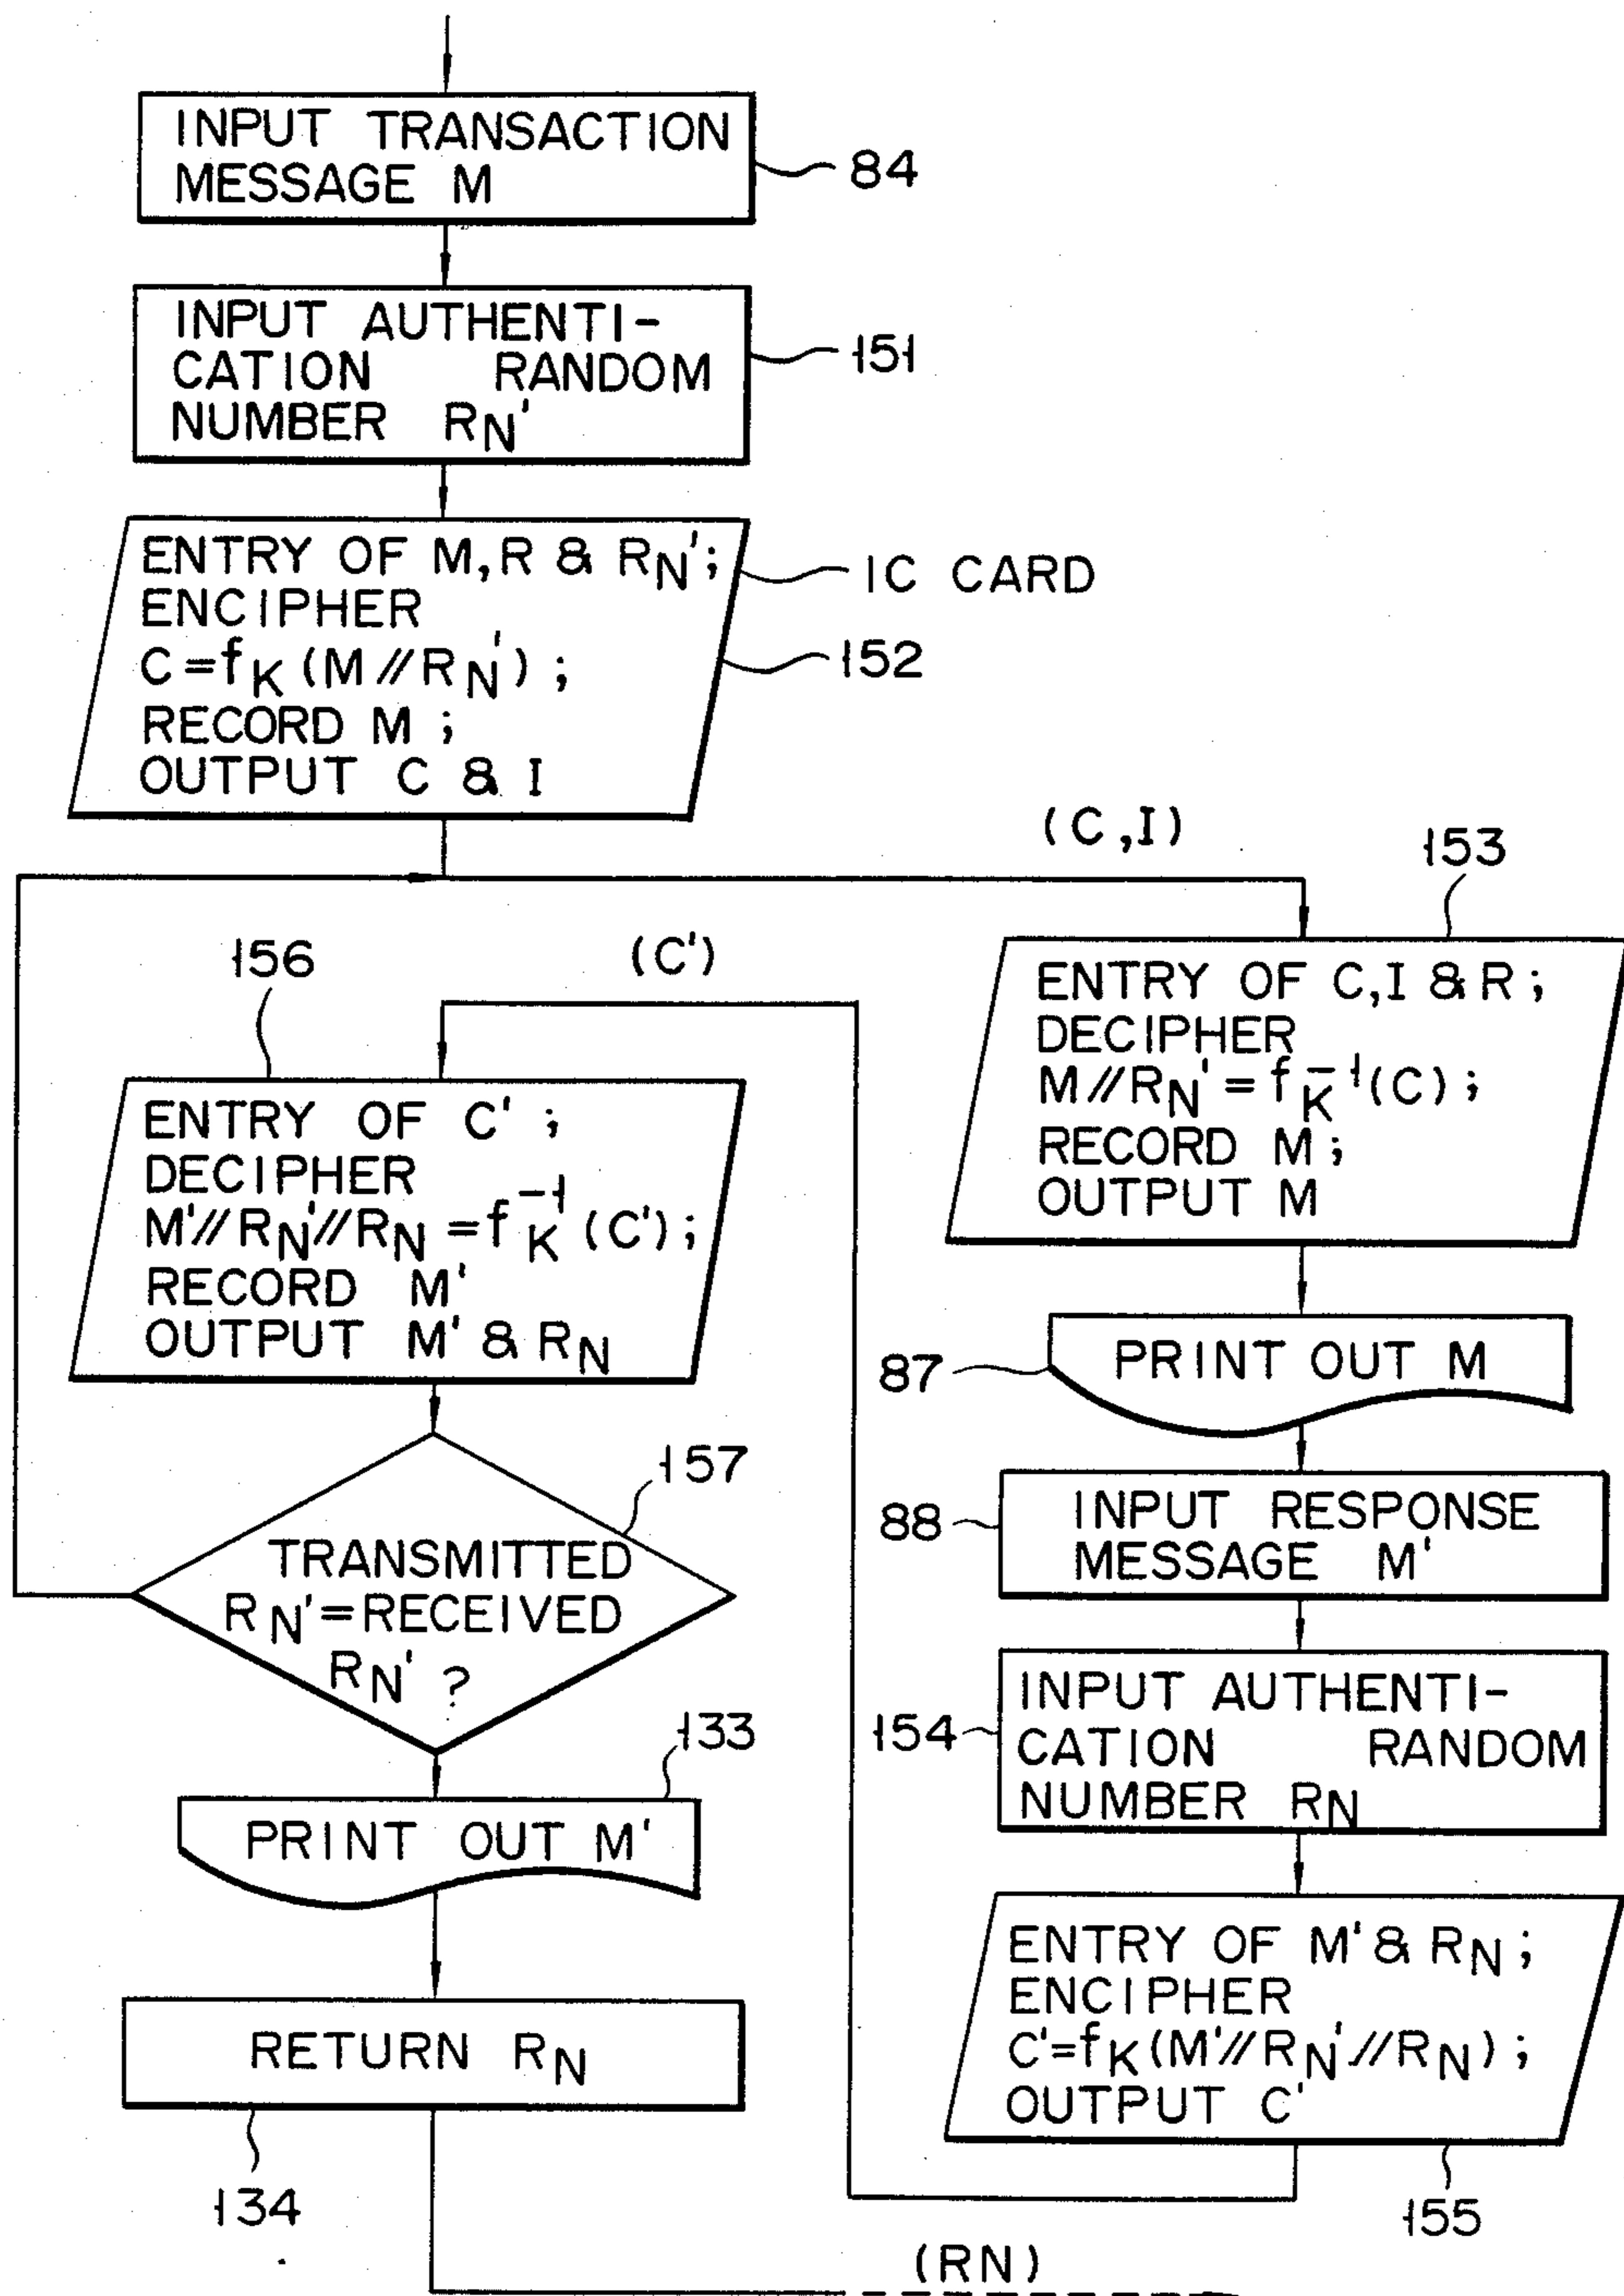 INPUT TRANSACTION
MESSAGE M
84
INPUT AUTHENTI-
CATION RANDOM
NUMBER RN'
151
ENTRY OF M,R & RN';
ENCIPHER
C=fK(M//RN');
RECORD M;
OUTPUT C & I
IC CARD
152
(C,I)
153
ENTRY OF C,I & R;
DECIPHER
M//RN'=fK-1(C);
RECORD M;
OUTPUT M
87
PRINT OUT M
88
INPUT RESPONSE
MESSAGE M'
154
INPUT AUTHENTI-
CATION RANDOM
NUMBER RN
ENTRY OF M' & RN;
ENCIPHER
C'=fK(M'//RN'//RN);
OUTPUT C'
155
(C')
156
ENTRY OF C';
DECIPHER
M'//RN'//RN=fK-1(C');
RECORD M'
OUTPUT M' & RN
157
TRANSMITTED
RN'=RECEIVED
RN'?
133
PRINT OUT M'
RETURN RN
134
(RN)